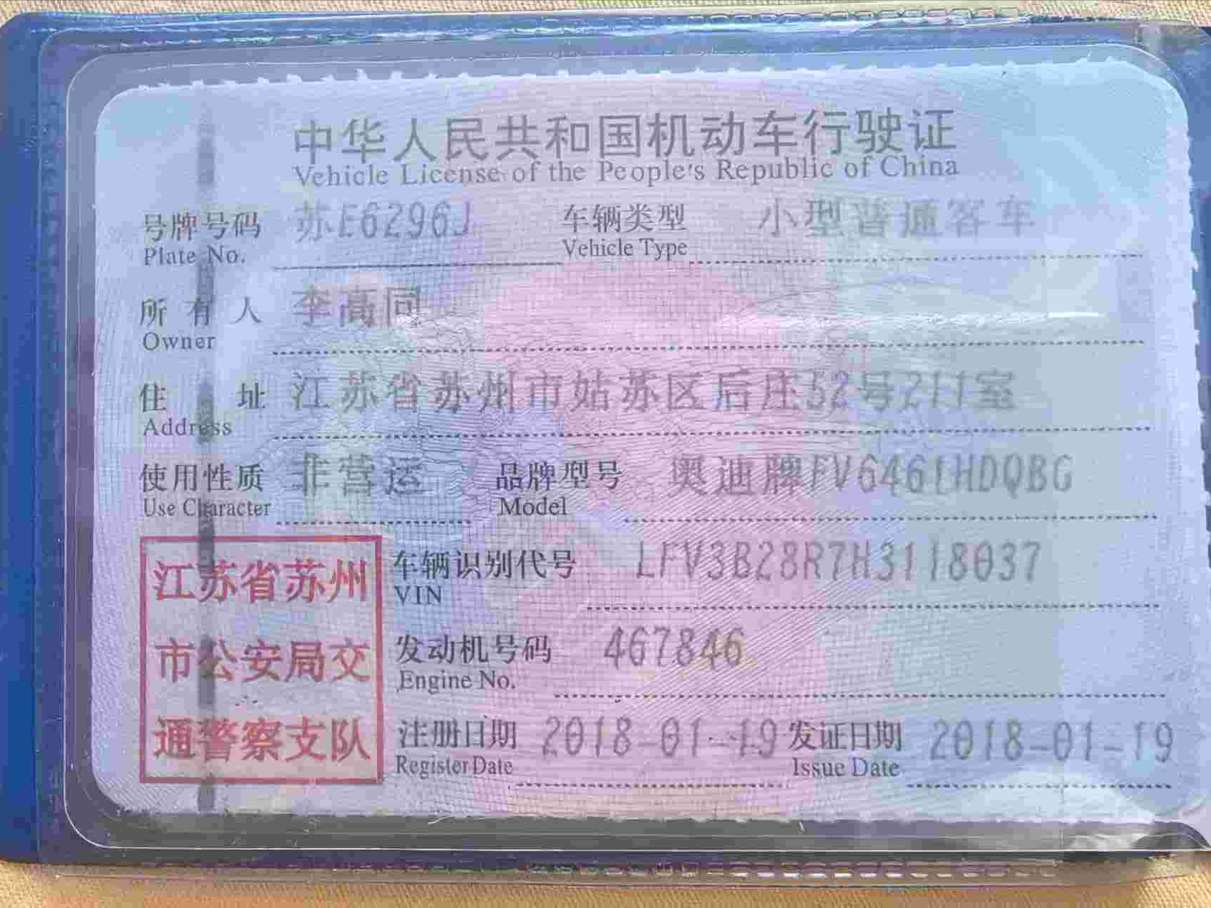 中华人民共和国机动车行驶证
Vehicle License of the People's Republic of China
号牌号码 苏E6296J 车辆类型 小型普通客车
Plate No. Vehicle Type
所有人 李高同
Owner
住址 江苏省苏州市姑苏区后庄52号211室
Address
使用性质 非营运 品牌型号 奥迪牌FV6461HDQBG
Use Character Model
江苏省苏州
市公安局交
通警察支队
车辆识别代号 LFV3B28R7H3118037
VIN
发动机号码 467846
Engine No.
注册日期 2018-01-19 发证日期 2018-01-19
Register Date Issue Date